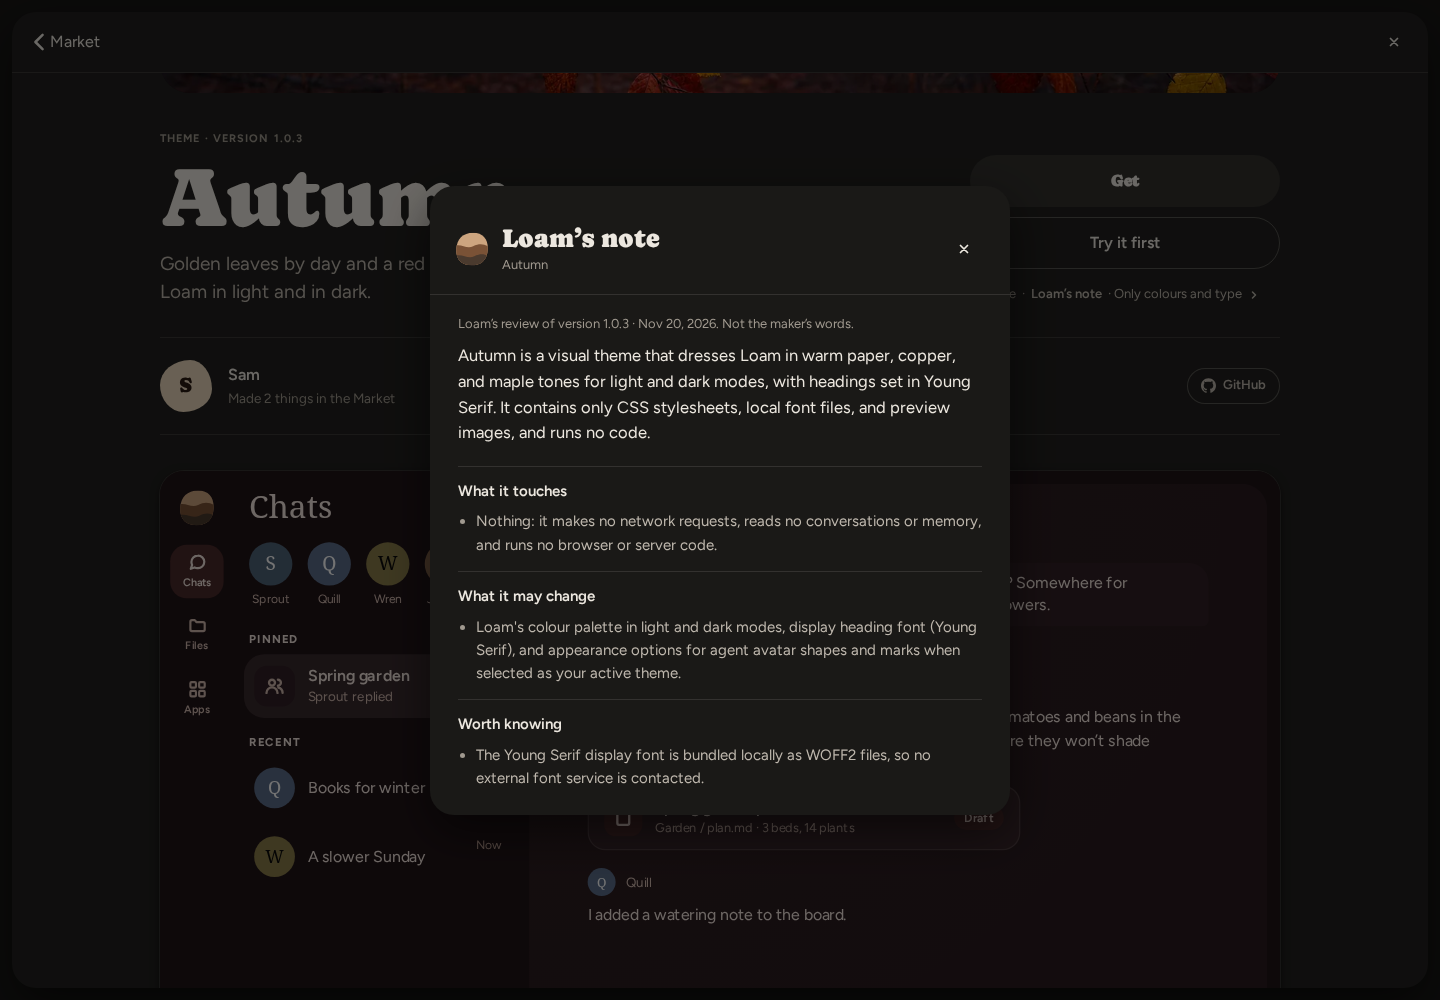 Market
THEME · VERSION 1.0.3
Autumn
Get
Try it first
Golden leaves by day and a red
Loam in light and in dark.
Loam's note · Only colours and type
S
Sam
Made 2 things in the Market
GitHub
Loam's note
Autumn
Loam's review of version 1.0.3 · Nov 20, 2026. Not the maker's words.
Autumn is a visual theme that dresses Loam in warm paper, copper,
and maple tones for light and dark modes, with headings set in Young
Serif. It contains only CSS stylesheets, local font files, and preview
images, and runs no code.
What it touches
• Nothing: it makes no network requests, reads no conversations or memory,
and runs no browser or server code.
What it may change
• Loam's colour palette in light and dark modes, display heading font (Young
Serif), and appearance options for agent avatar shapes and marks when
selected as your active theme.
Worth knowing
• The Young Serif display font is bundled locally as WOFF2 files, so no
external font service is contacted.
Chats
Chats
Files
Apps
S
Q
W
Sprout
Quill
Wren
PINNED
Spring garden
Sprout replied
RECENT
Q
Books for winter
W
A slower Sunday
Now
? Somewhere for
matoes and beans in the
they won't shade
Garden / plan.md · 3 beds, 14 plants
Draft
Q
Quill
I added a watering note to the board.